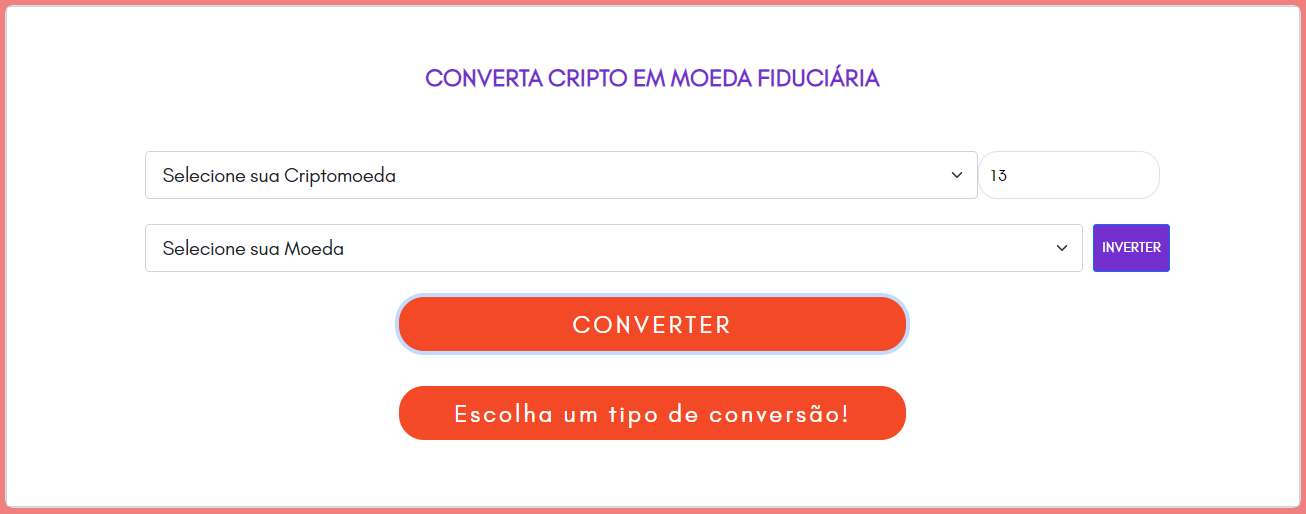 CONVERTA CRIPTO EM MOEDA FIDUCIÁRIA
Selecione sua Criptomoeda
13
Selecione sua Moeda
INVERTER
CONVERTER
Escolha um tipo de conversão!